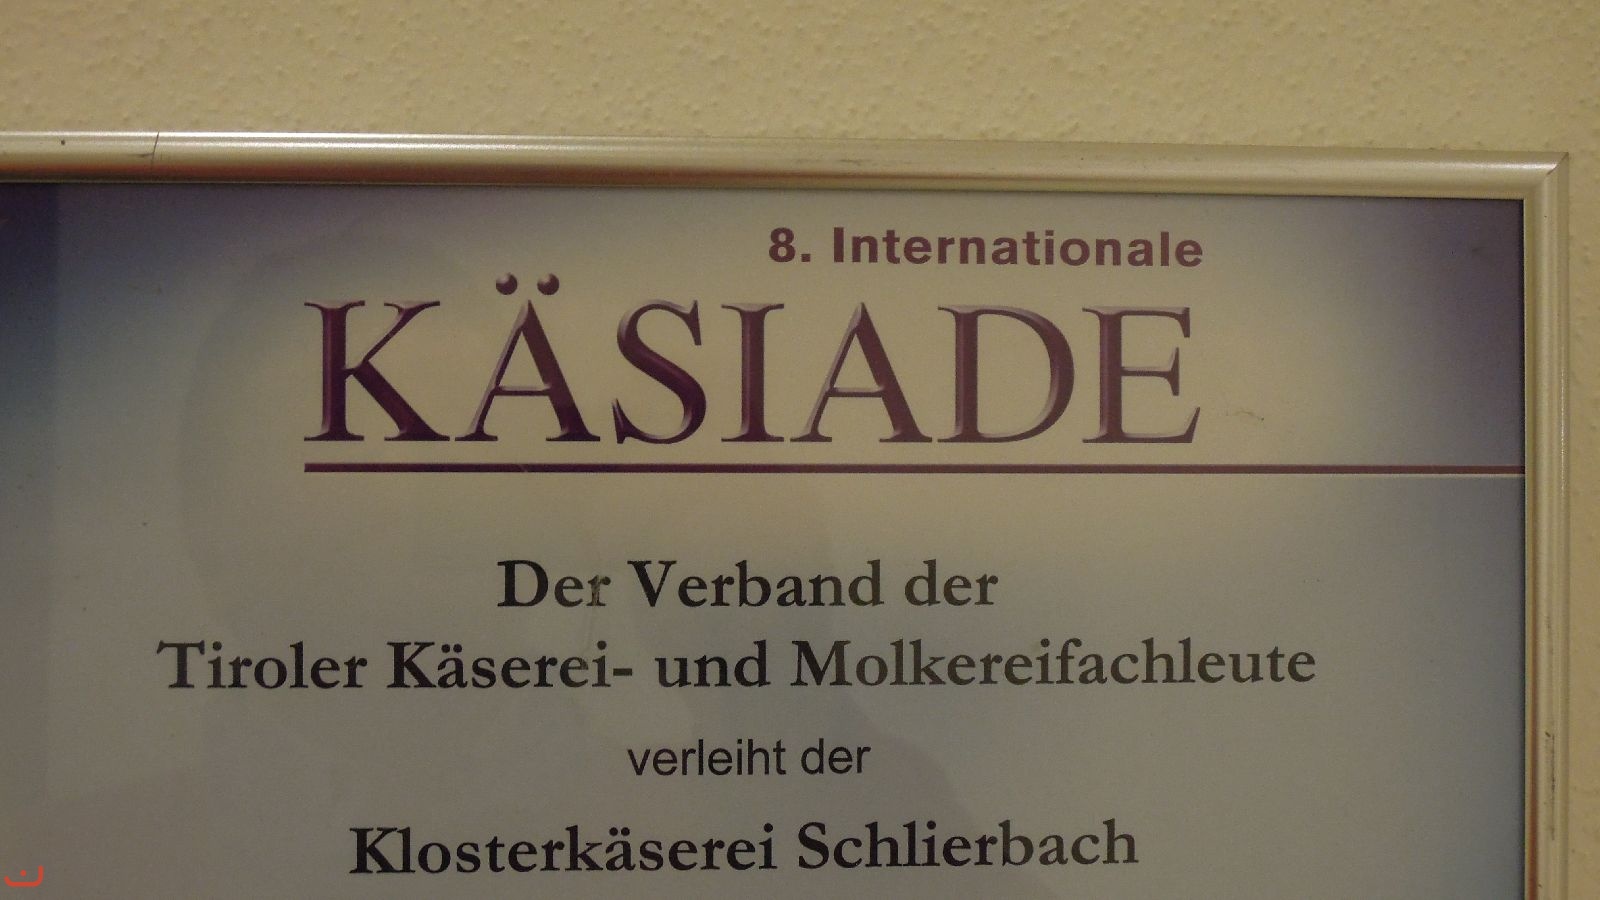 8. Internationale
KÄSIADE
Der Verband der
Tiroler Käserei- und Molkereifachleute
verleiht der
Klosterkäserei Schlierbach